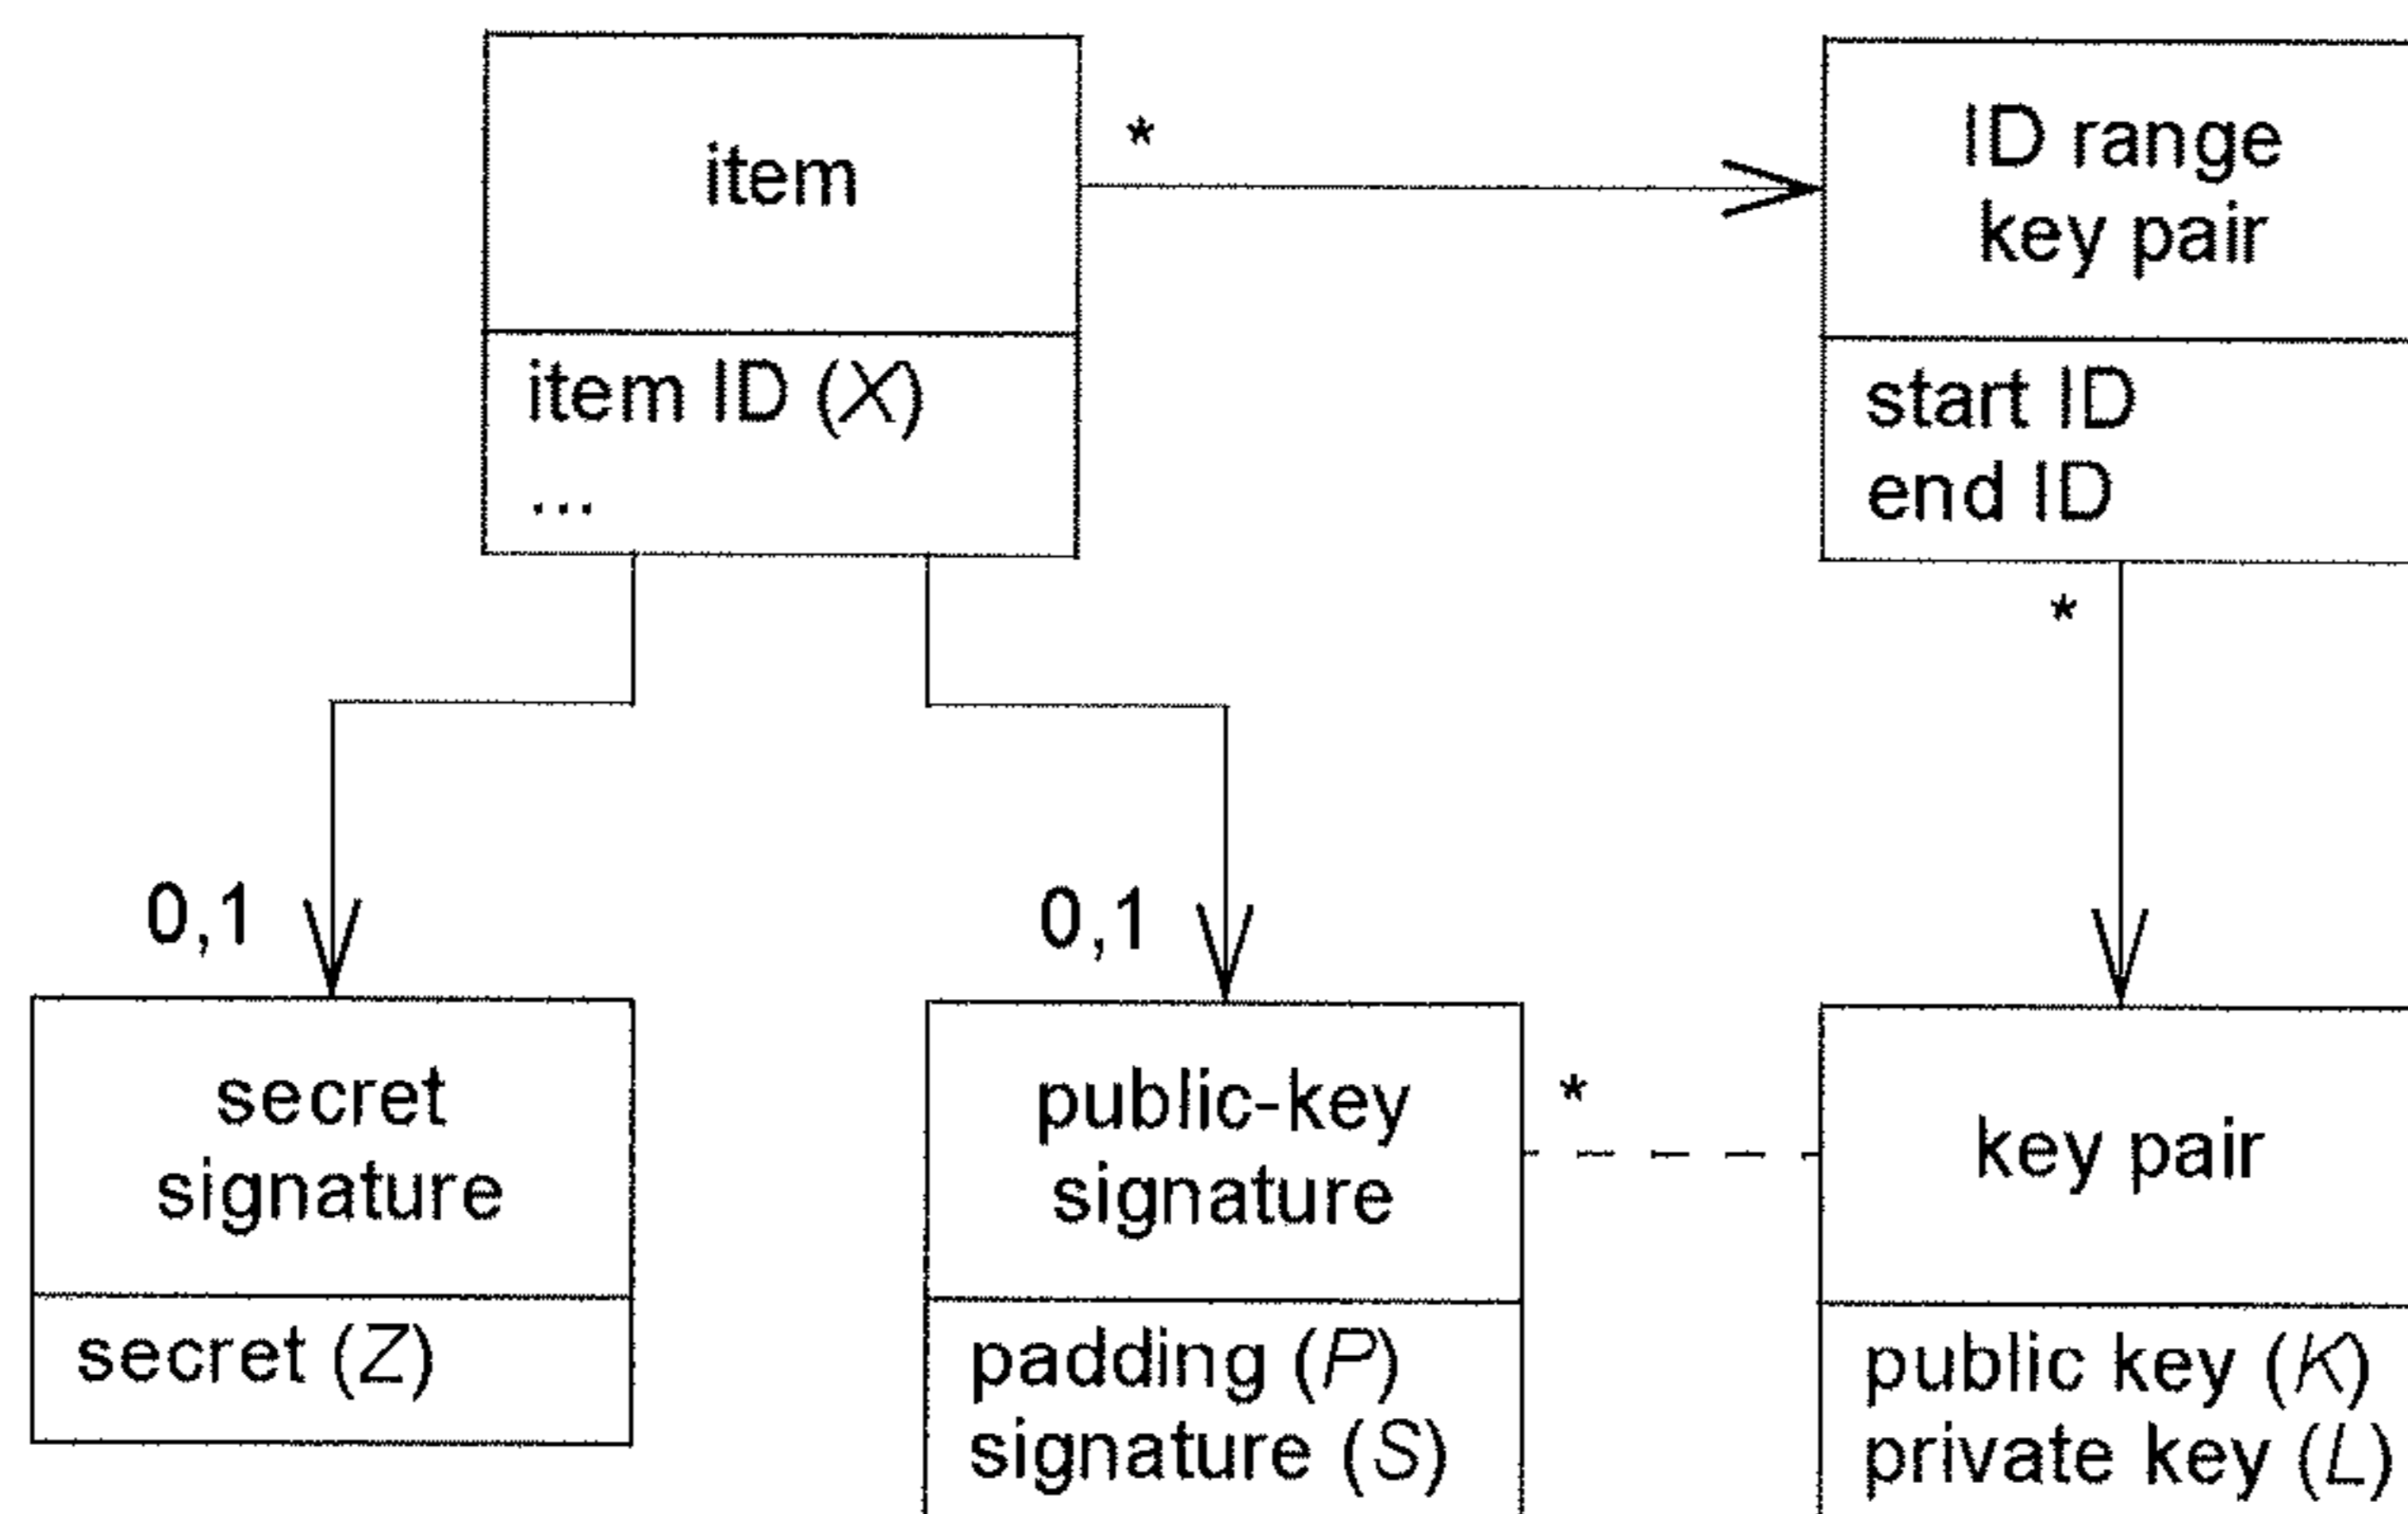 item
item ID (X)
...
*
ID range
key pair
start ID
end ID
*
0,1
0,1
secret
signature
secret (Z)
public-key
signature
padding (P)
signature (S)
*
key pair
public key (K)
private key (L)